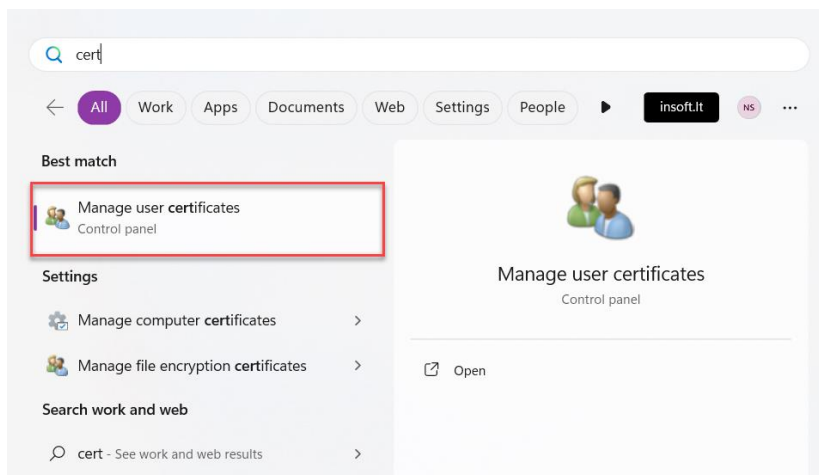 cert
All Work Apps Documents Web Settings People insoft.lt NS ...
Best match
Manage user certificates
Control panel
Manage user certificates
Control panel
Settings
Manage computer certificates
Manage file encryption certificates
Open
Search work and web
cert - See work and web results